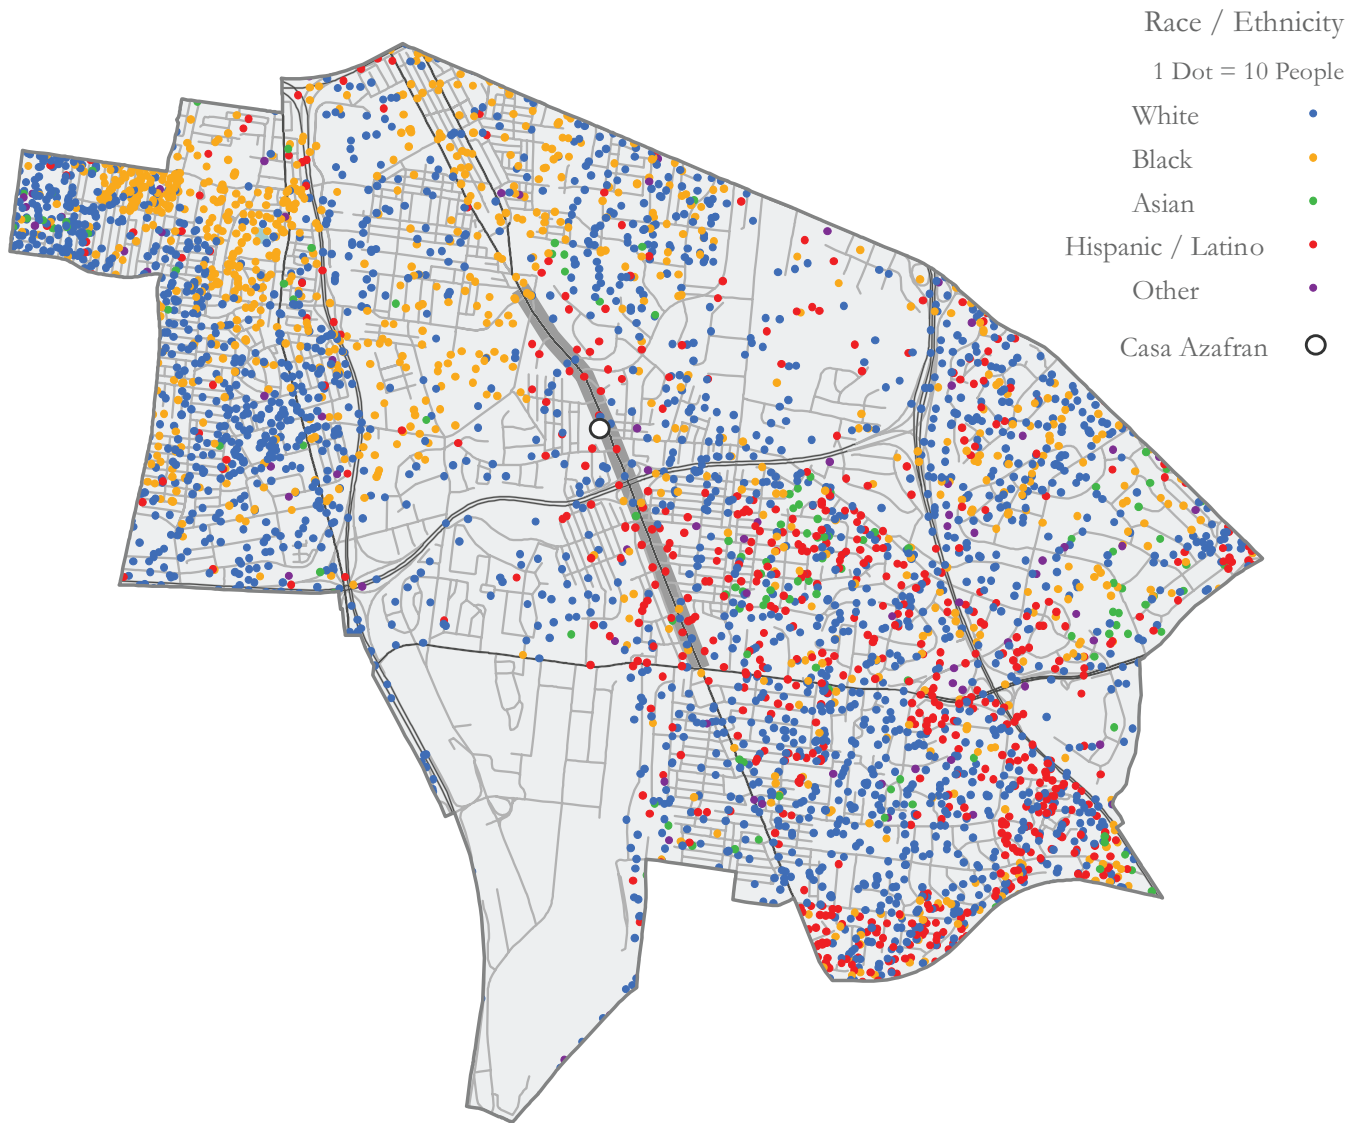 Race / Ethnicity
1 Dot = 10 People
White
Black
Asian
Hispanic / Latino
Other
Casa Azafran